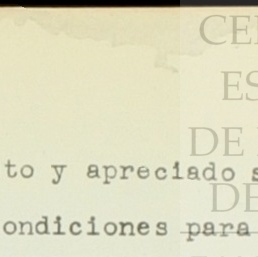 CE
ES
DE
to y apreciado s
DE
ondiciones para